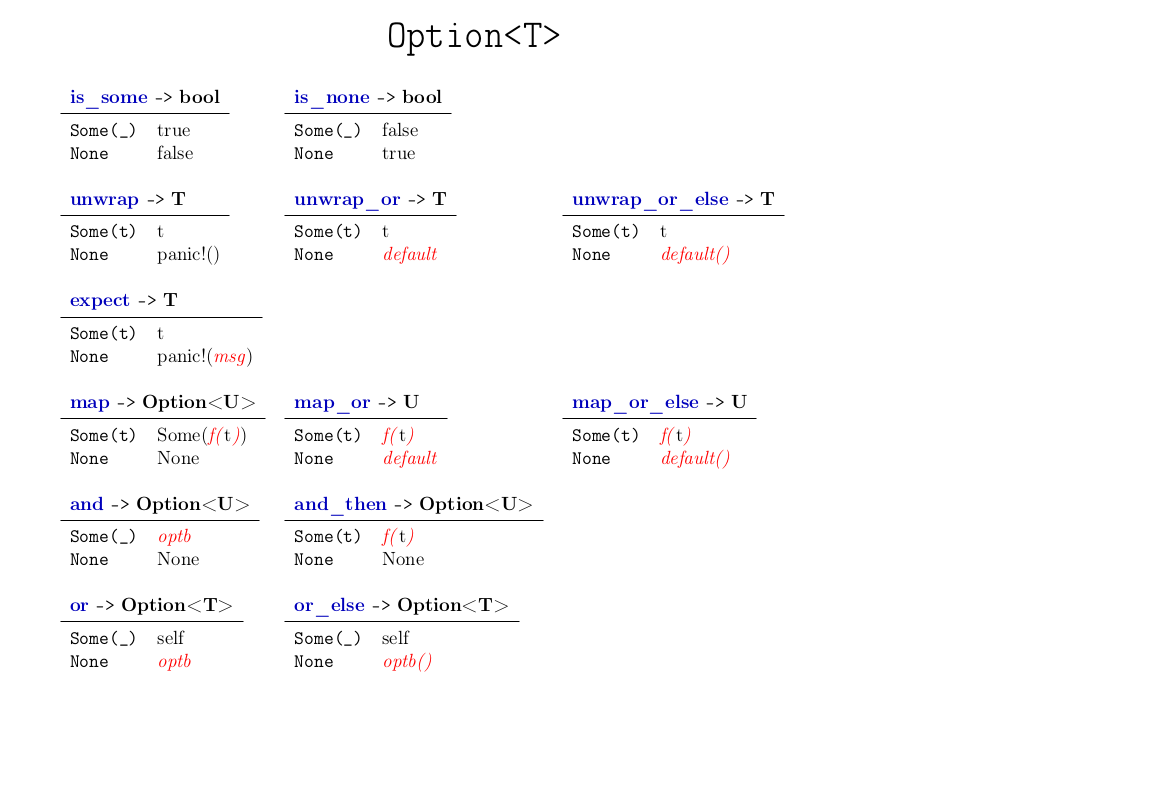 Option<T>
is_some -> bool
Some(_) true
None false
is_none -> bool
Some(_) false
None true
unwrap -> T
Some(t) t
None panic!()
unwrap_or -> T
Some(t) t
None default
unwrap_or_else -> T
Some(t) t
None default()
expect -> T
Some(t) t
None panic!(msg)
map -> Option<U>
Some(t) Some(f(t))
None None
map_or -> U
Some(t) f(t)
None default
map_or_else -> U
Some(t) f(t)
None default()
and -> Option<U>
Some(_) optb
None None
and_then -> Option<U>
Some(t) f(t)
None None
or -> Option<T>
Some(_) self
None optb
or_else -> Option<T>
Some(_) self
None optb()